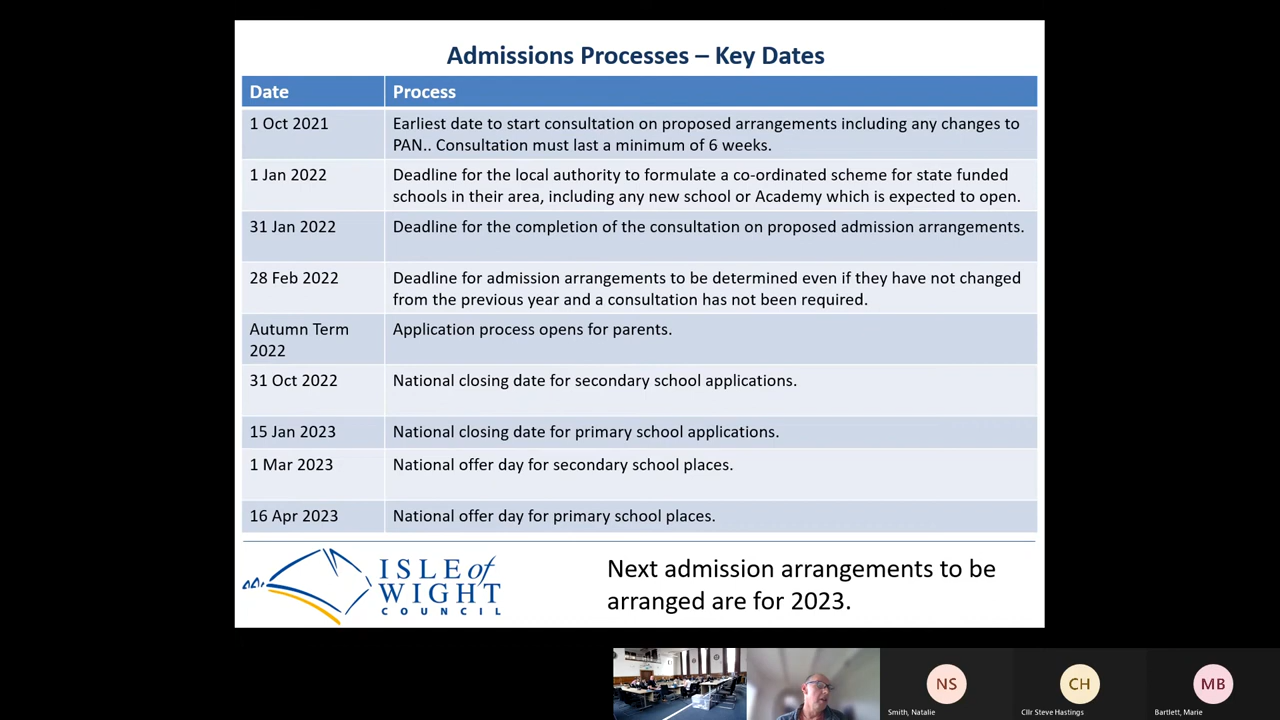 Admissions Processes – Key Dates
Date
Process
1 Oct 2021
Earliest date to start consultation on proposed arrangements including any changes to
PAN.. Consultation must last a minimum of 6 weeks.
1 Jan 2022
Deadline for the local authority to formulate a co-ordinated scheme for state funded
schools in their area, including any new school or Academy which is expected to open.
31 Jan 2022
Deadline for the completion of the consultation on proposed admission arrangements.
28 Feb 2022
Deadline for admission arrangements to be determined even if they have not changed
from the previous year and a consultation has not been required.
Autumn Term
2022
Application process opens for parents.
31 Oct 2022
National closing date for secondary school applications.
15 Jan 2023
National closing date for primary school applications.
1 Mar 2023
National offer day for secondary school places.
16 Apr 2023
National offer day for primary school places.
ISLE of
WIGHT
COUNCIL
Next admission arrangements to be
arranged are for 2023.
NS
Smith, Natalie
CH
Cllr Steve Hastings
MB
Bartlett, Marie